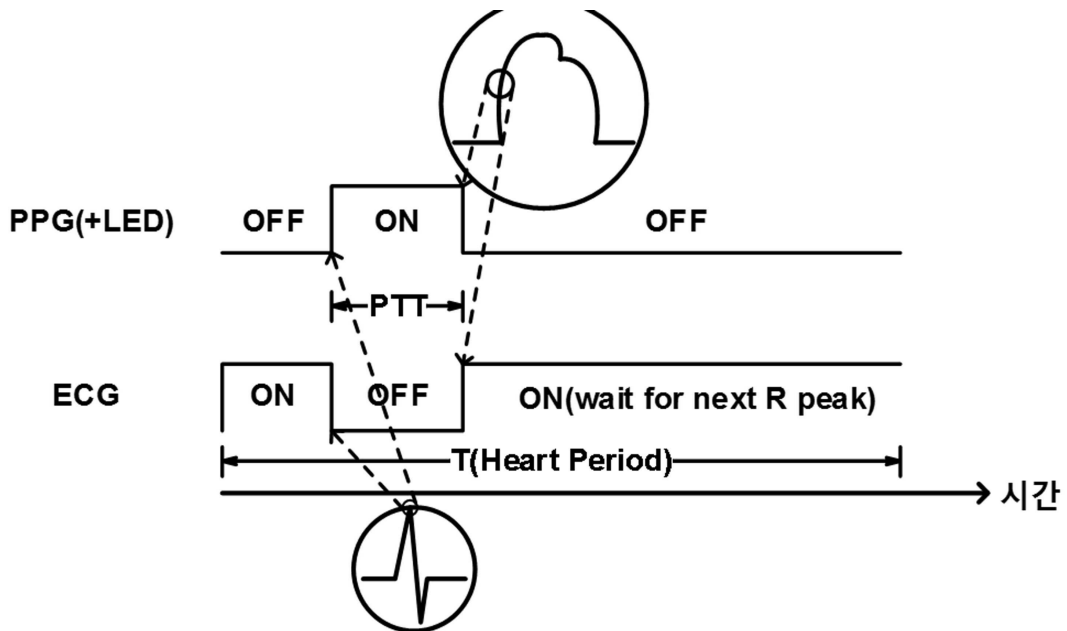 PPG(+LED) OFF ON OFF
PTT
ECG ON OFF ON(wait for next R peak)
T(Heart Period)
시간